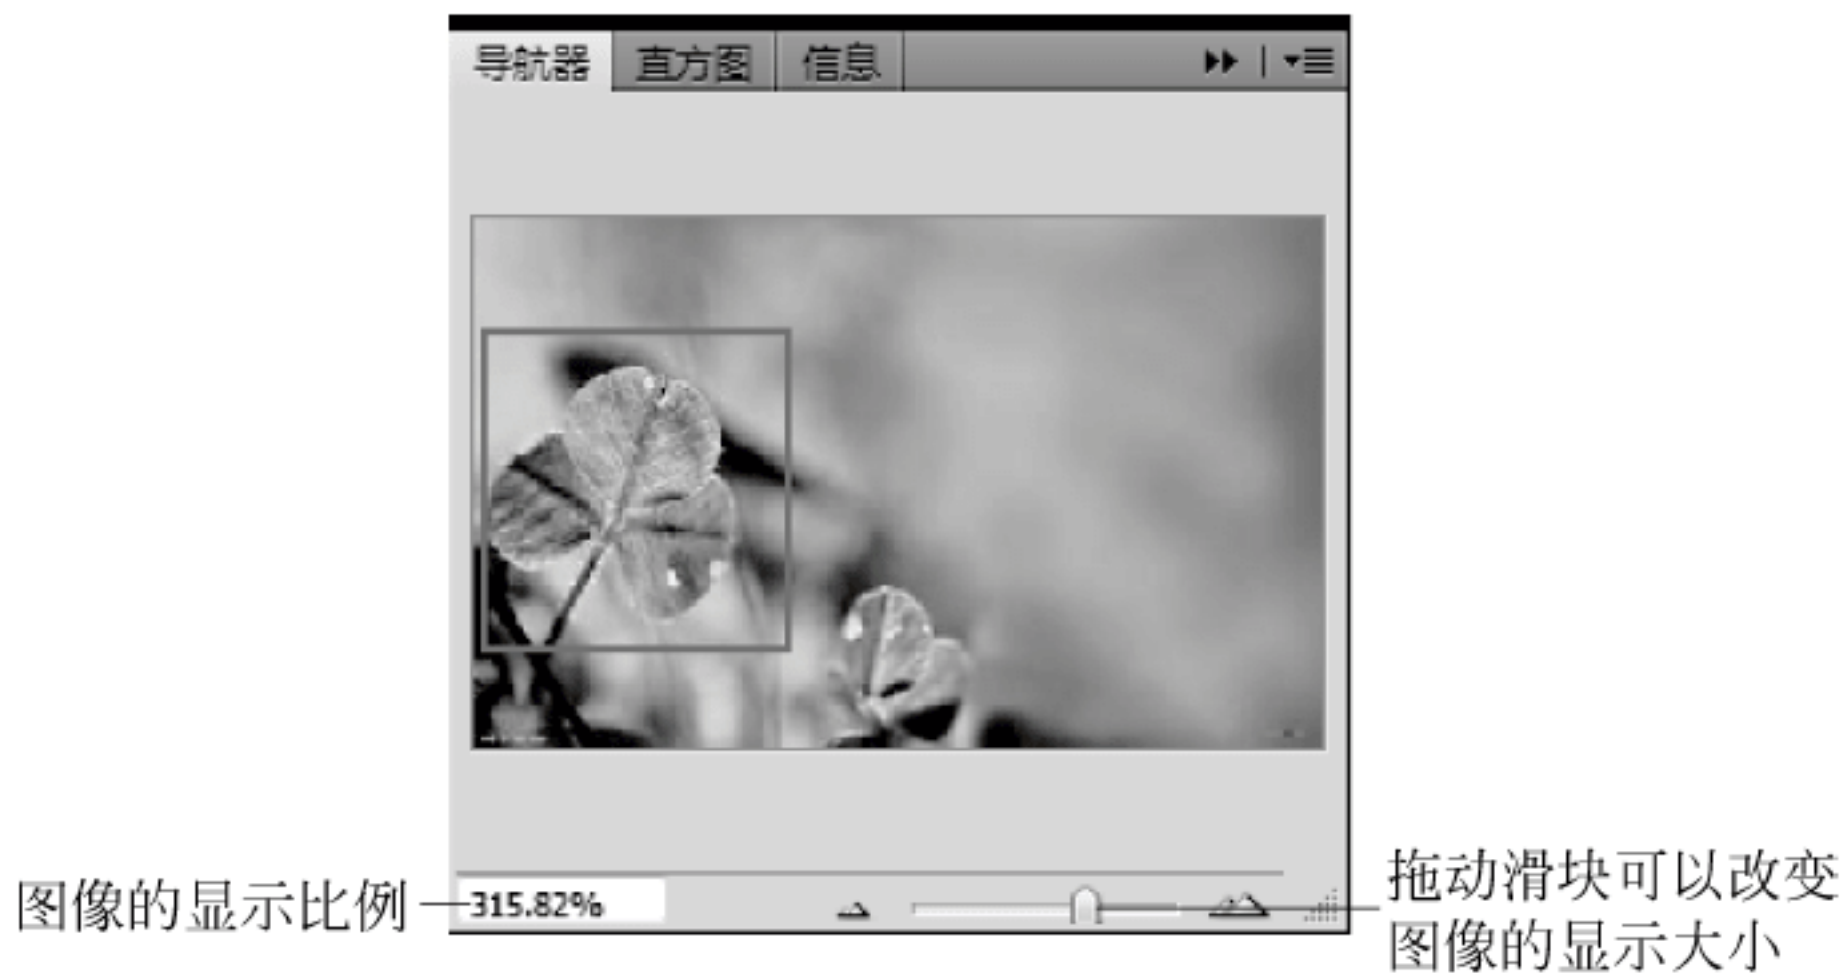 导航器 直方图 信息
图像的显示比例 315.82%
拖动滑块可以改变
图像的显示大小